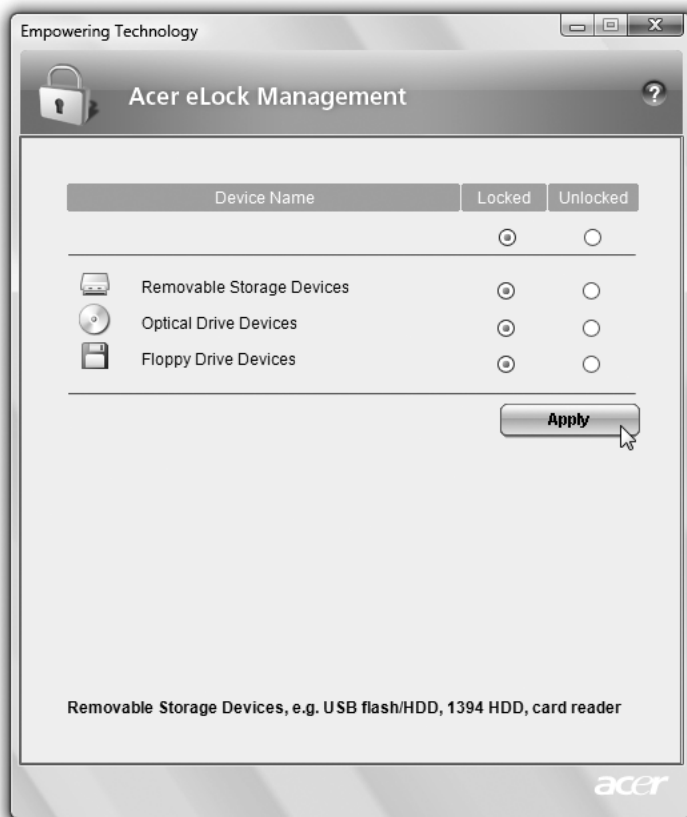 Empowering Technology
Acer eLock Management
Device Name Locked Unlocked
Removable Storage Devices
Optical Drive Devices
Floppy Drive Devices
Apply
Removable Storage Devices, e.g. USB flash/HDD, 1394 HDD, card reader
acer